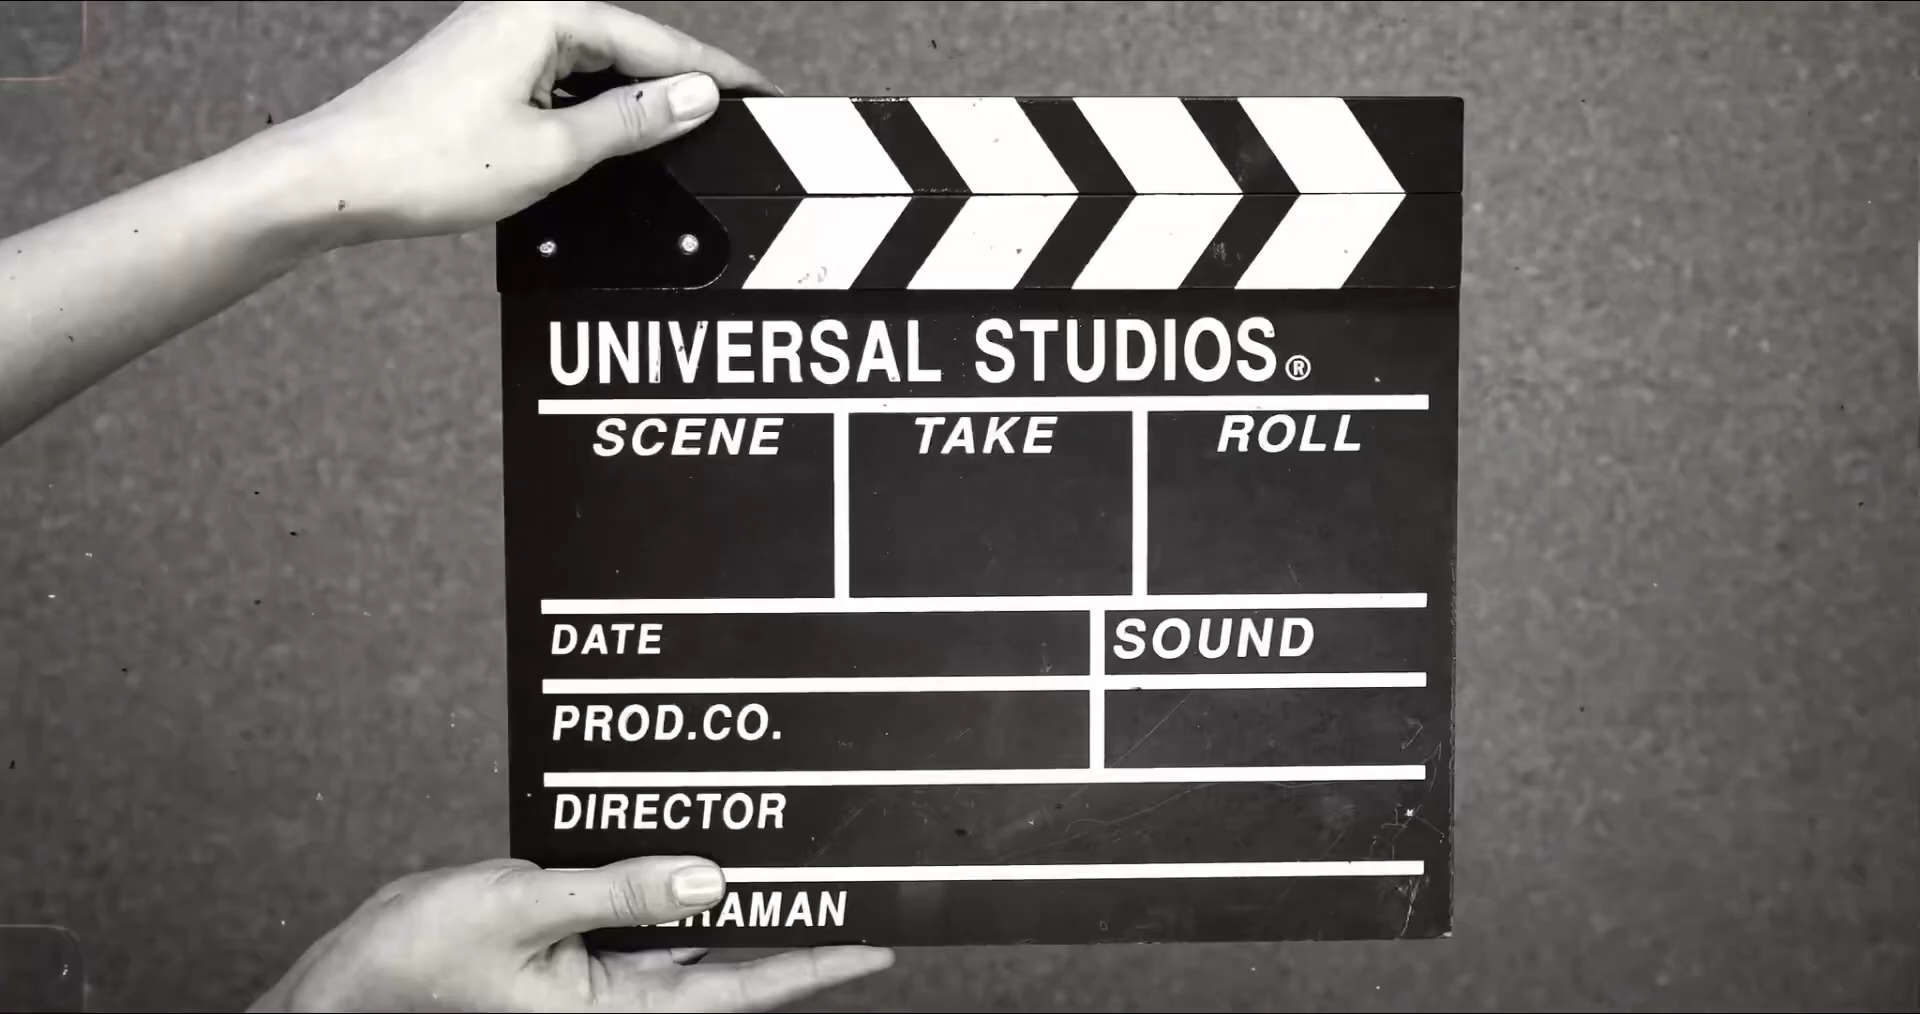 UNIVERSAL STUDIOS®
SCENE TAKE ROLL
DATE SOUND
PROD.CO.
DIRECTOR